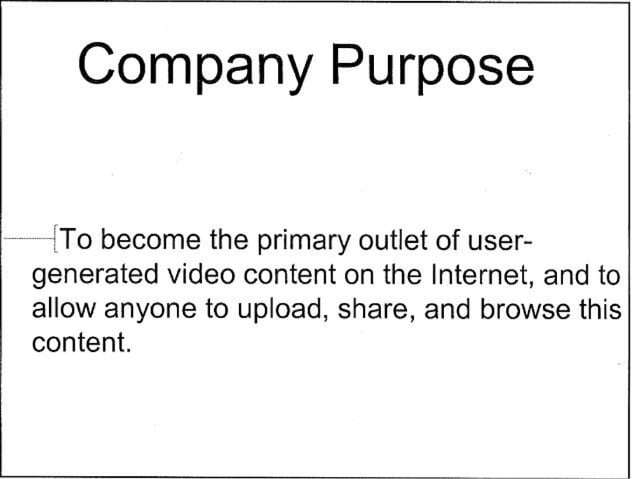 Company Purpose
To become the primary outlet of user-
generated video content on the Internet, and to
allow anyone to upload, share, and browse this
content.